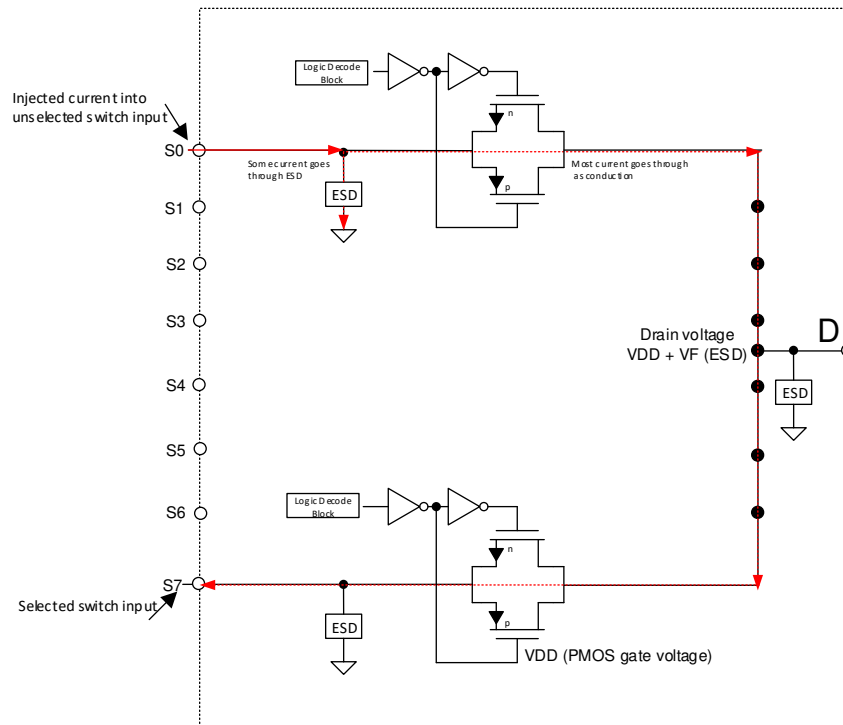 Logic Decode
Block
n
Injected current into
unselected switch input
S0
Some current goes
through ESD
Most current goes through
as conduction
p
ESD
S1
S2
S3
Drain voltage
VDD + VF (ESD)
D
S4
ESD
S5
S6
Logic Decode
Block
n
S7
Selected switch input
ESD
p
VDD (PMOS gate voltage)